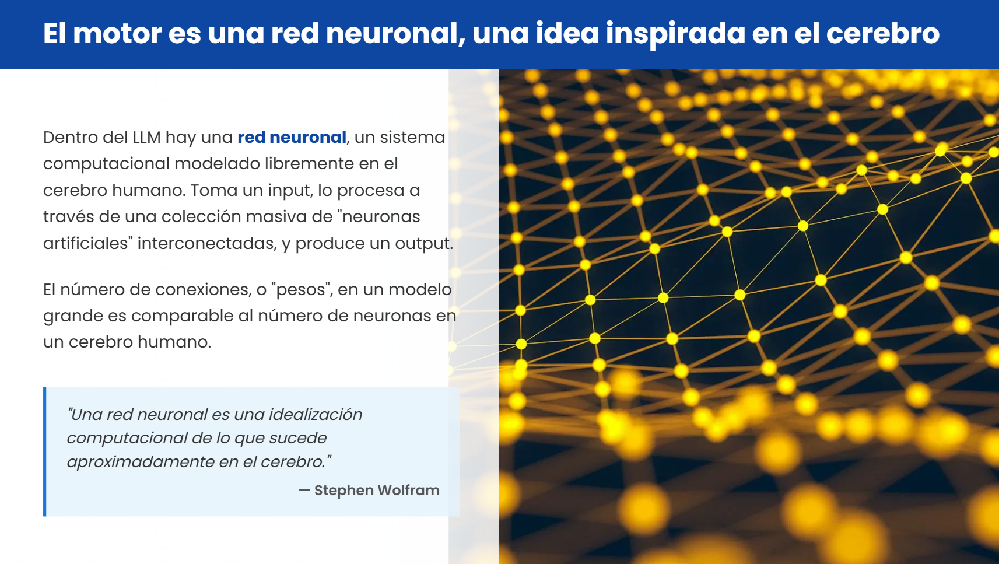 El motor es una red neuronal, una idea inspirada en el cerebro
Dentro del LLM hay una red neuronal, un sistema
computacional modelado libremente en el
cerebro humano. Toma un input, lo procesa a
través de una colección masiva de "neuronas
artificiales" interconectadas, y produce un output.
El número de conexiones, o "pesos", en un modelo
grande es comparable al número de neuronas en
un cerebro humano.
"Una red neuronal es una idealización
computacional de lo que sucede
aproximadamente en el cerebro."
— Stephen Wolfram